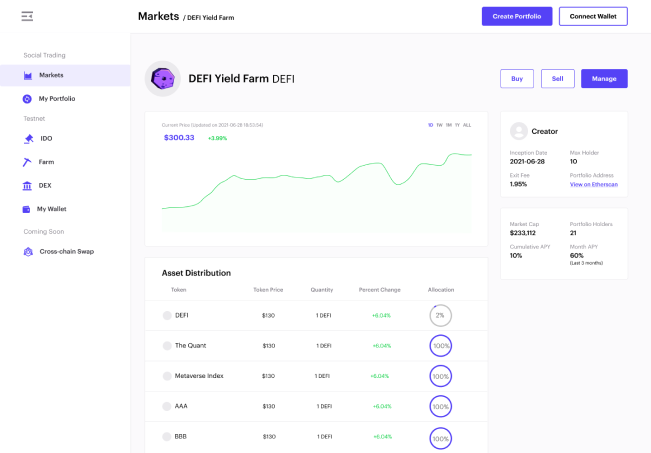 Markets / DEFI Yield Farm
Create Portfolio
Connect Wallet
Social Trading
Markets
My Portfolio
Testnet
IDO
Farm
DEX
My Wallet
Coming Soon
Cross-chain Swap
DEFI Yield Farm DEFI
Buy
Sell
Manage
Current Price (Updated on 2021-06-28 18:53:54)
1D 1W 1M 1Y ALL
$300.33 +3.99%
Creator
Inception Date Max Holder
2021-06-28 10
Exit Fee Portfolio Address
1.95% View on Etherscan
Market Cap Portfolio Holders
$233,112 21
Cumulative APY Month APY
10% 60%
(Last 3 months)
Asset Distribution
Token Token Price Quantity Percent Change Allocation
DEFI $130 1 DEFI +6.04% 2%
The Quant $130 1 DEFI +6.04% 100%
Metaverse Index $130 1 DEFI +6.04% 100%
AAA $130 1 DEFI +6.04% 100%
BBB $130 1 DEFI +6.04% 100%